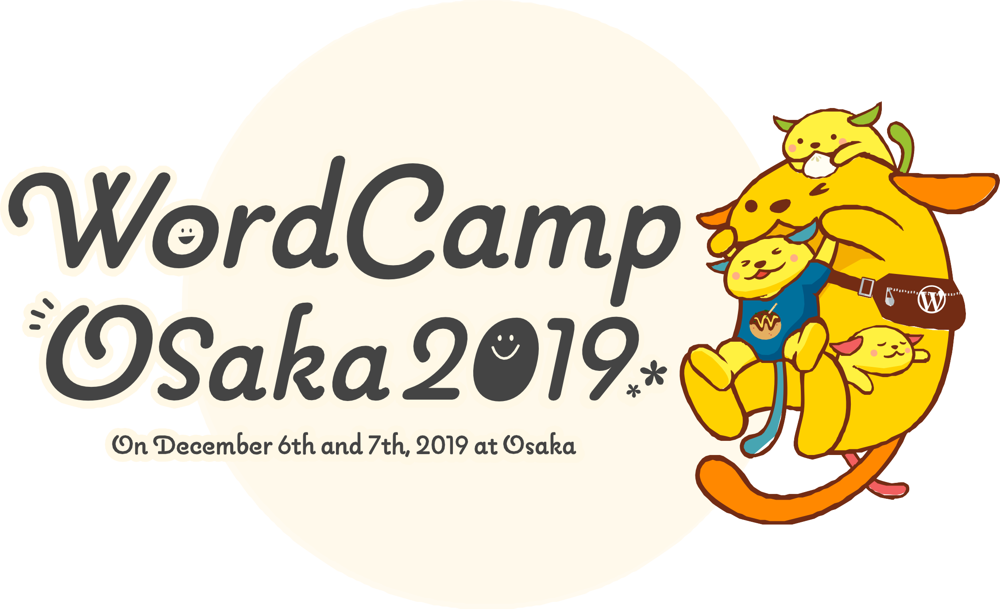 WordCamp
Osaka 2019
On December 6th and 7th, 2019 at Osaka
W